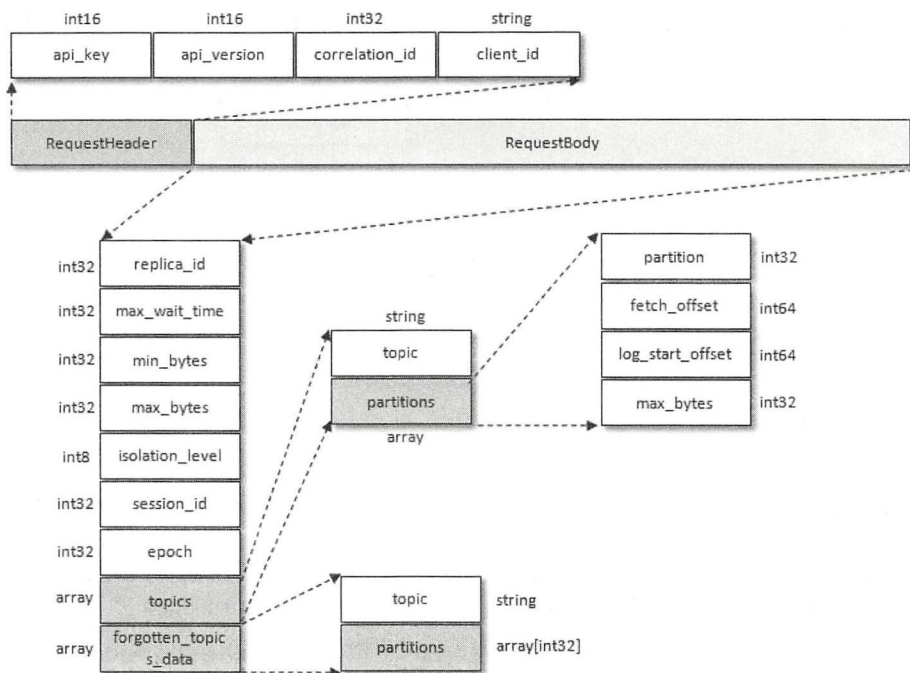 int16 int16 int32 string
api_key api_version correlation_id client_id
RequestHeader RequestBody
int32 replica_id
int32 max_wait_time
int32 min_bytes
int32 max_bytes
int8 isolation_level
int32 session_id
int32 epoch
array topics
array forgotten_topic
s_data
string
topic
partitions
array
partition int32
fetch_offset int64
log_start_offset int64
max_bytes int32
topic string
partitions array[int32]